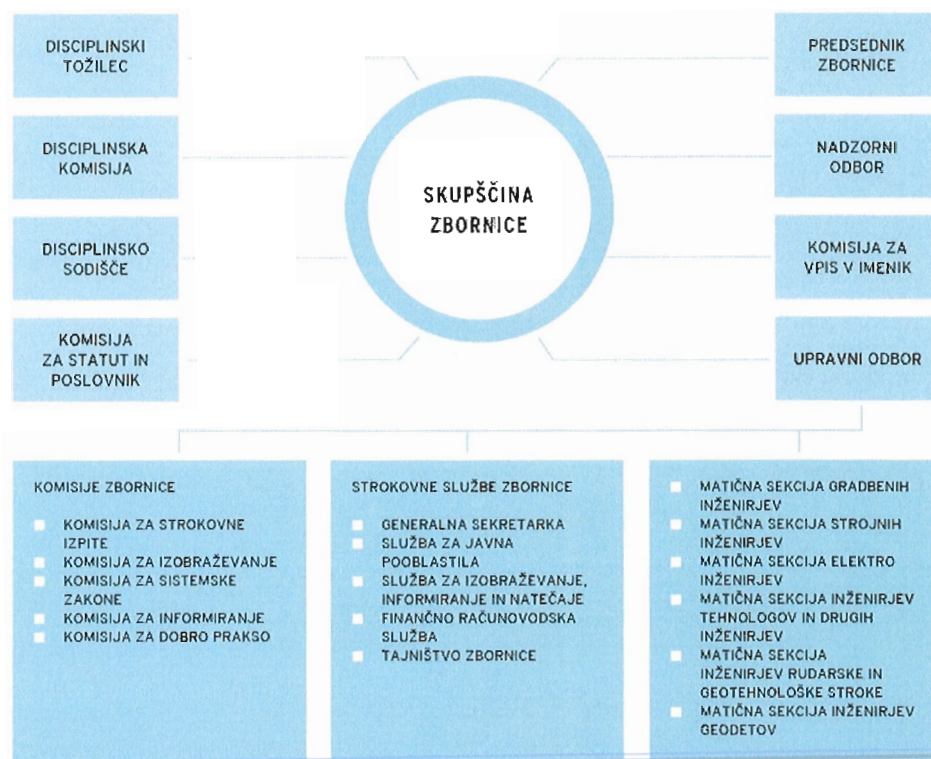 DISCIPLINSKI
TOŽILEC
DISCIPLINSKA
KOMISIJA
DISCIPLINSKO
SODIŠČE
KOMISIJA
ZA STATUT IN
POSLOVNIK
SKUPŠČINA
ZBORNICE
PREDSEDNIK
ZBORNICE
NADZORNI
ODBOR
KOMISIJA ZA
VPIS V IMENIK
UPRAVNI ODBOR
KOMISIJE ZBORNICE
KOMISIJA ZA STROKOVNE
IZPITE
KOMISIJA ZA IZOBRAŽEVANJE
KOMISIJA ZA SISTEMSKE
ZAKONE
KOMISIJA ZA INFORMIRANJE
KOMISIJA ZA DOBRO PRAKSO
STROKOVNE SLUŽBE ZBORNICE
GENERALNA SEKRETARKA
SLUŽBA ZA JAVNA
POOBLASTILA
SLUŽBA ZA IZOBRAŽEVANJE,
INFORMIRANJE IN NATEČAJE
FINANČNO RAČUNOVODSKA
SLUŽBA
TAJNIŠTVO ZBORNICE
MATIČNA SEKCIJA GRADBENIH
INŽENIRJEV
MATIČNA SEKCIJA STROJNIH
INŽENIRJEV
MATIČNA SEKCIJA ELEKTRO
INŽENIRJEV
MATIČNA SEKCIJA INŽENIRJEV
TEHNOLOGOV IN DRUGIH
INŽENIRJEV
MATIČNA SEKCIJA
INŽENIRJEV RUDARSKE IN
GEOTEHNOLOŠKE STROKE
MATIČNA SEKCIJA INŽENIRJEV
GEODETOV